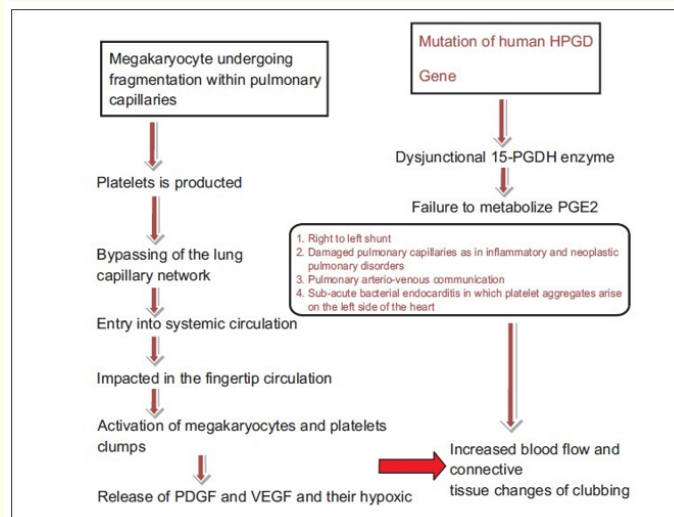 Megakaryocyte undergoing
fragmentation within pulmonary
capillaries
Platelets is producted
Bypassing of the lung
capillary network
Entry into systemic circulation
Impacted in the fingertip circulation
Activation of megakaryocytes and platelets
clumps
Release of PDGF and VEGF and their hypoxic
Mutation of human HPGD
Gene
Dysjunctional 15-PGDH enzyme
Failure to metabolize PGE2
1. Right to left shunt
2. Damaged pulmonary capillaries as in inflammatory and neoplastic
pulmonary disorders
3. Pulmonary arterio-venous communication
4. Sub-acute bacterial endocarditis in which platelet aggregates arise
on the left side of the heart
Increased blood flow and
connective
tissue changes of clubbing